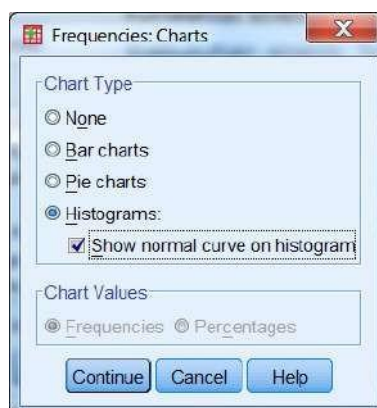 Frequencies: Charts
Chart Type
None
Bar charts
Pie charts
Histograms:
Show normal curve on histogram
Chart Values
Frequencies Percentages
Continue Cancel Help